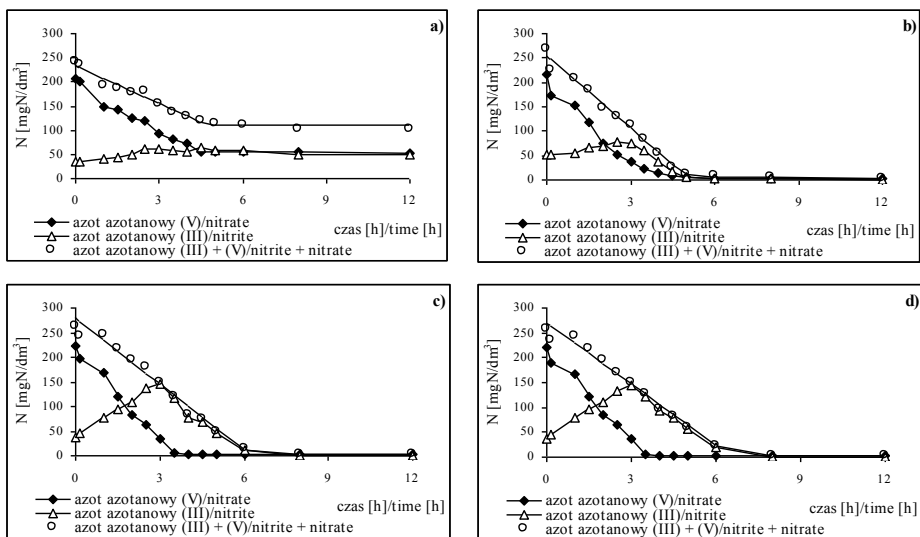 a)
N [mgN/dm³]
300
250
200
150
100
50
0
0 3 6 9 12
czas [h]/time [h]
azot azotanowy (V)/nitrate
azot azotanowy (III)/nitrite
azot azotanowy (III) + (V)/nitrite + nitrate
b)
N [mgN/dm³]
300
250
200
150
100
50
0
0 3 6 9 12
czas [h]/time [h]
azot azotanowy (V)/nitrate
azot azotanowy (III)/nitrite
azot azotanowy (III) + (V)/nitrite + nitrate
c)
N [mgN/dm³]
300
250
200
150
100
50
0
0 3 6 9 12
czas [h]/time [h]
azot azotanowy (V)/nitrate
azot azotanowy (III)/nitrite
azot azotanowy (III) + (V)/nitrite + nitrate
d)
N [mgN/dm³]
300
250
200
150
100
50
0
0 3 6 9 12
czas [h]/time [h]
azot azotanowy (V)/nitrate
azot azotanowy (III)/nitrite
azot azotanowy (III) + (V)/nitrite + nitrate